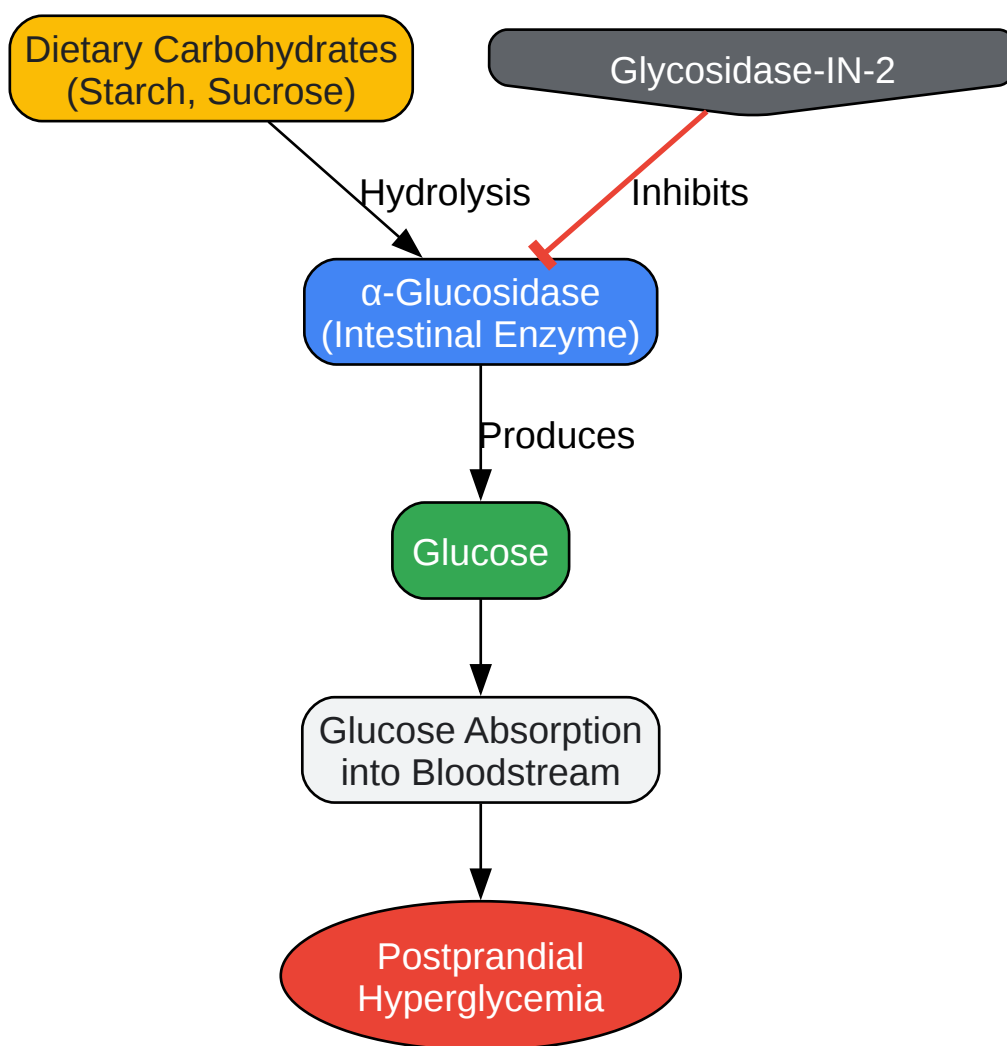 Dietary Carbohydrates
(Starch, Sucrose)
Glycosidase-IN-2
Hydrolysis
Inhibits
α-Glucosidase
(Intestinal Enzyme)
Produces
Glucose
Glucose Absorption
into Bloodstream
Postprandial
Hyperglycemia